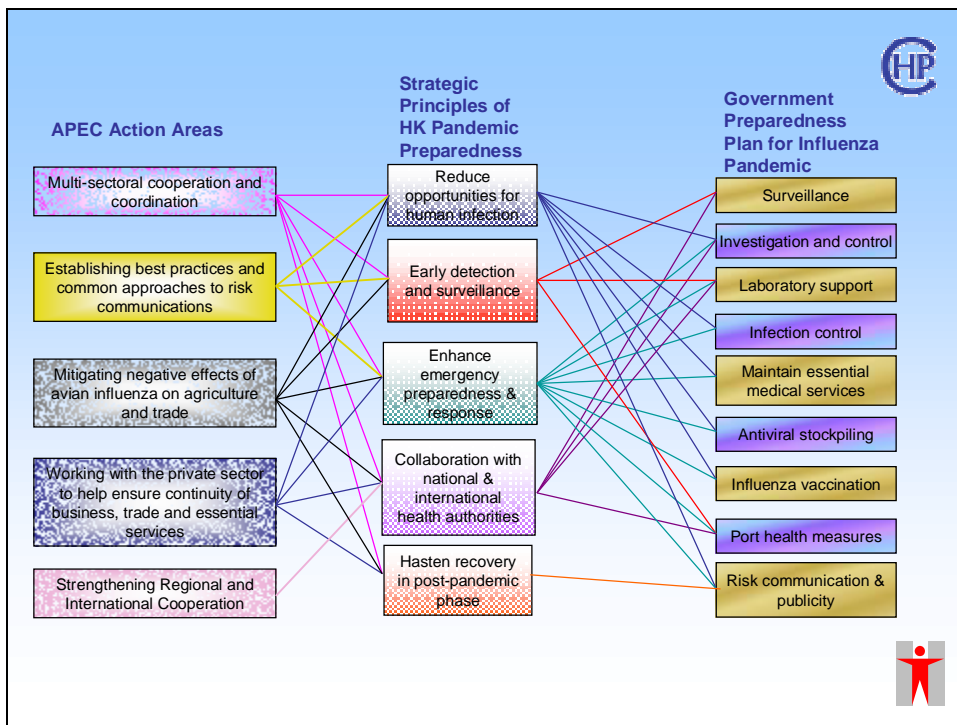 CHP
APEC Action Areas
Multi-sectoral cooperation and
coordination
Establishing best practices and
common approaches to risk
communications
Mitigating negative effects of
avian influenza on agriculture
and trade
Working with the private sector
to help ensure continuity of
business, trade and essential
services
Strengthening Regional and
International Cooperation
Strategic
Principles of
HK Pandemic
Preparedness
Reduce
opportunities for
human infection
Early detection
and surveillance
Enhance
emergency
preparedness &
response
Collaboration with
national &
international
health authorities
Hasten recovery
in post-pandemic
phase
Government
Preparedness
Plan for Influenza
Pandemic
Surveillance
Investigation and control
Laboratory support
Infection control
Maintain essential
medical services
Antiviral stockpiling
Influenza vaccination
Port health measures
Risk communication &
publicity